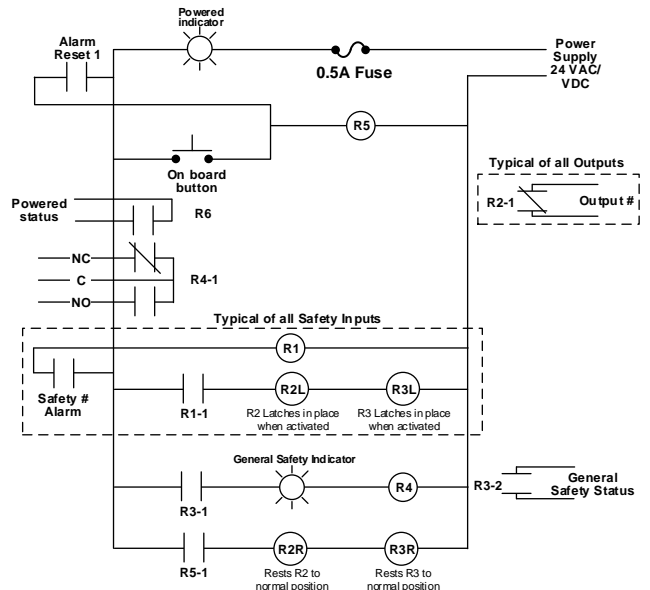 Powered
indicator
Alarm
Reset 1
0.5A Fuse
Power
Supply
24 VAC/
VDC
R5
On board
button
Typical of all Outputs
R2-1
Output #
Powered
status
R6
NC
C
NO
R4-1
Typical of all Safety Inputs
R1
Safety #
Alarm
R1-1
R2L
R3L
R2 Latches in place
when activated
R3 Latches in place
when activated
General Safety Indicator
R3-1
R4
R3-2
General
Safety Status
R5-1
R2R
R3R
Rests R2 to
normal position
Rests R3 to
normal position